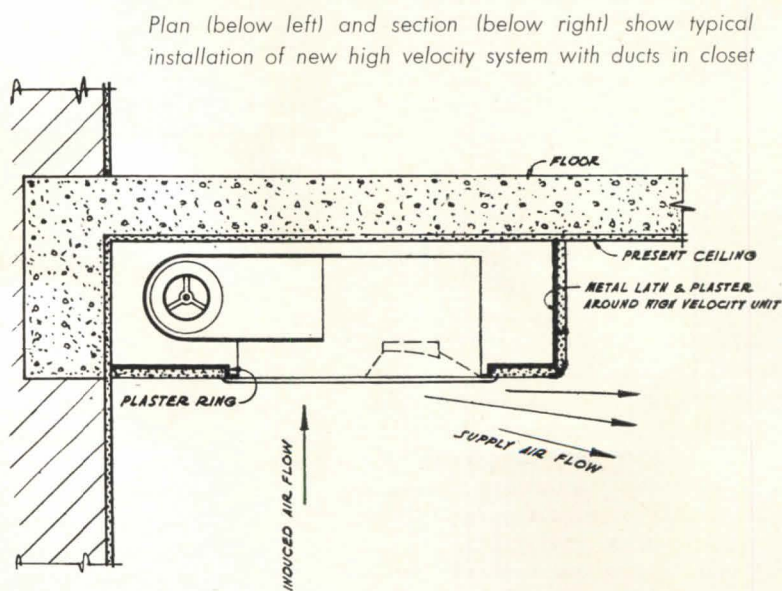 Plan (below left) and section (below right) show typical
installation of new high velocity system with ducts in closet
FLOOR
PRESENT CEILING
METAL LATH & PLASTER
AROUND HIGH VELOCITY UNIT
PLASTER RING
SUPPLY AIR FLOW
INDUCED AIR FLOW